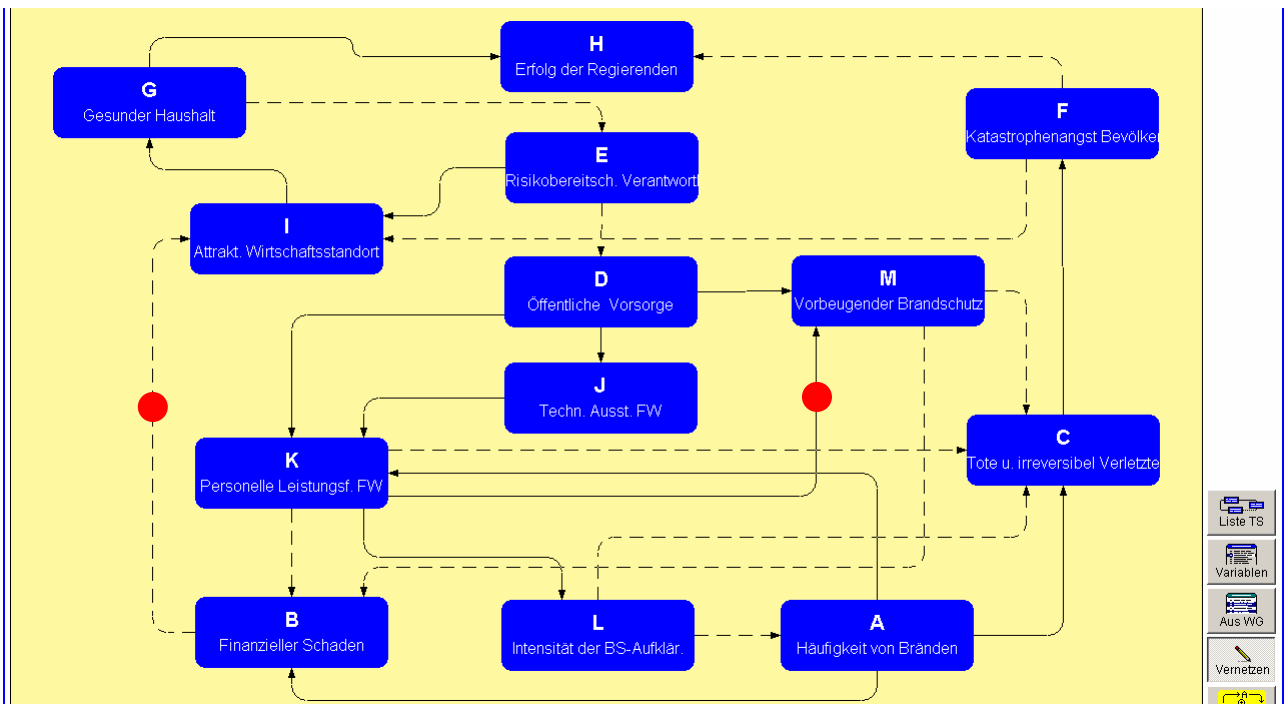 H
Erfolg der Regierenden
G
Gesunder Haushalt
F
Katastrophenangst Bevölker
E
Risikobereitsch. Verantwortl
I
Attrakt. Wirtschaftsstandort
D
Öffentliche Vorsorge
M
Vorbeugender Brandschutz
J
Techn. Ausst. FW
K
Personelle Leistungsf. FW
C
Tote u. irreversibel Verletzte
B
Finanzieller Schaden
L
Intensität der BS-Aufklär.
A
Häufigkeit von Bränden
Liste TS
Variablen
Aus WG
Vernetzen